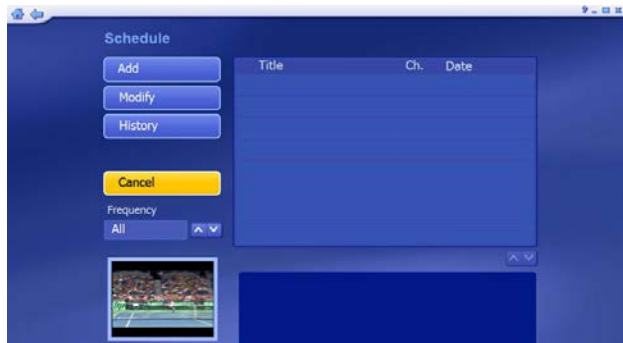 Schedule
Add
Modify
History
Cancel
Frequency
All
Title Ch. Date